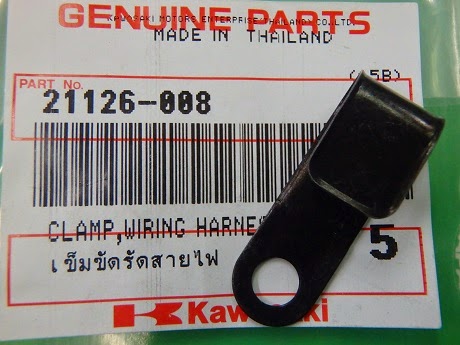 GENUINE PARTS
KAWASAKI MOTORS ENTERPRISE(THAILAND)CO.,LTD.
MADE IN THAILAND
PART No.
(15B)
21126-008
CLAMP,WIRING HARNE
เข็มขัดรัดสายไฟ
5
Kawasaki